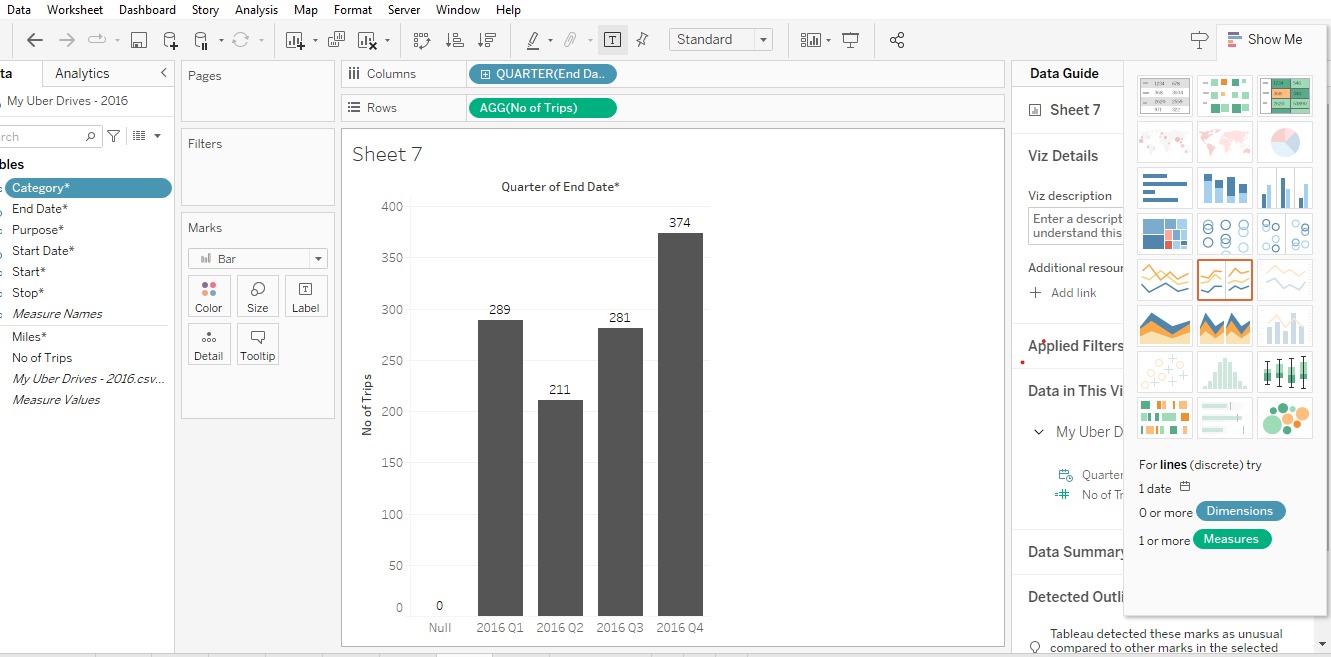 Data Worksheet Dashboard Story Analysis Map Format Server Window Help
Standard
Show Me
ta Analytics
My Uber Drives - 2016
rch
bles
Category*
End Date*
Purpose*
Start Date*
Start*
Stop*
Measure Names
Miles*
No of Trips
My Uber Drives - 2016.csv...
Measure Values
Pages
Filters
Marks
Bar
Color Size Label
Detail Tooltip
Columns QUARTER(End Da..
Rows AGG(No of Trips)
Sheet 7
Quarter of End Date*
No of Trips
400
350
300
250
200
150
100
50
0
0
289
211
281
374
Null 2016 Q1 2016 Q2 2016 Q3 2016 Q4
Data Guide
Sheet 7
Viz Details
Viz description
Enter a descript
understand this
Additional resour
Add link
Applied Filters
Data in This Vi
My Uber D
Quarter
No of Tr
Data Summary
Detected Outli
Tableau detected these marks as unusual
compared to other marks in the selected
For lines (discrete) try
1 date
0 or more Dimensions
1 or more Measures